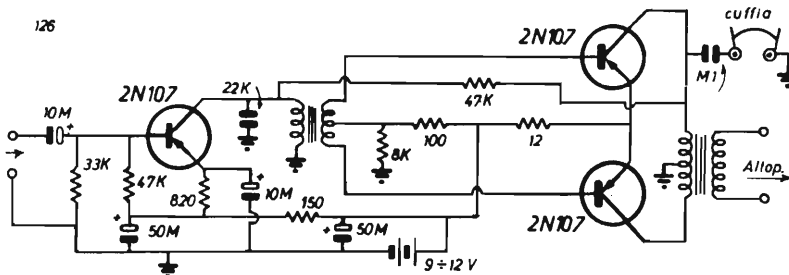 126
cuffia
2N107
M1
22K
2N107
47K
10M
+
100
12
8K
33K
47K
820
+
10M
150
Altop.
2N107
+
50M
+
50M
9÷12 V